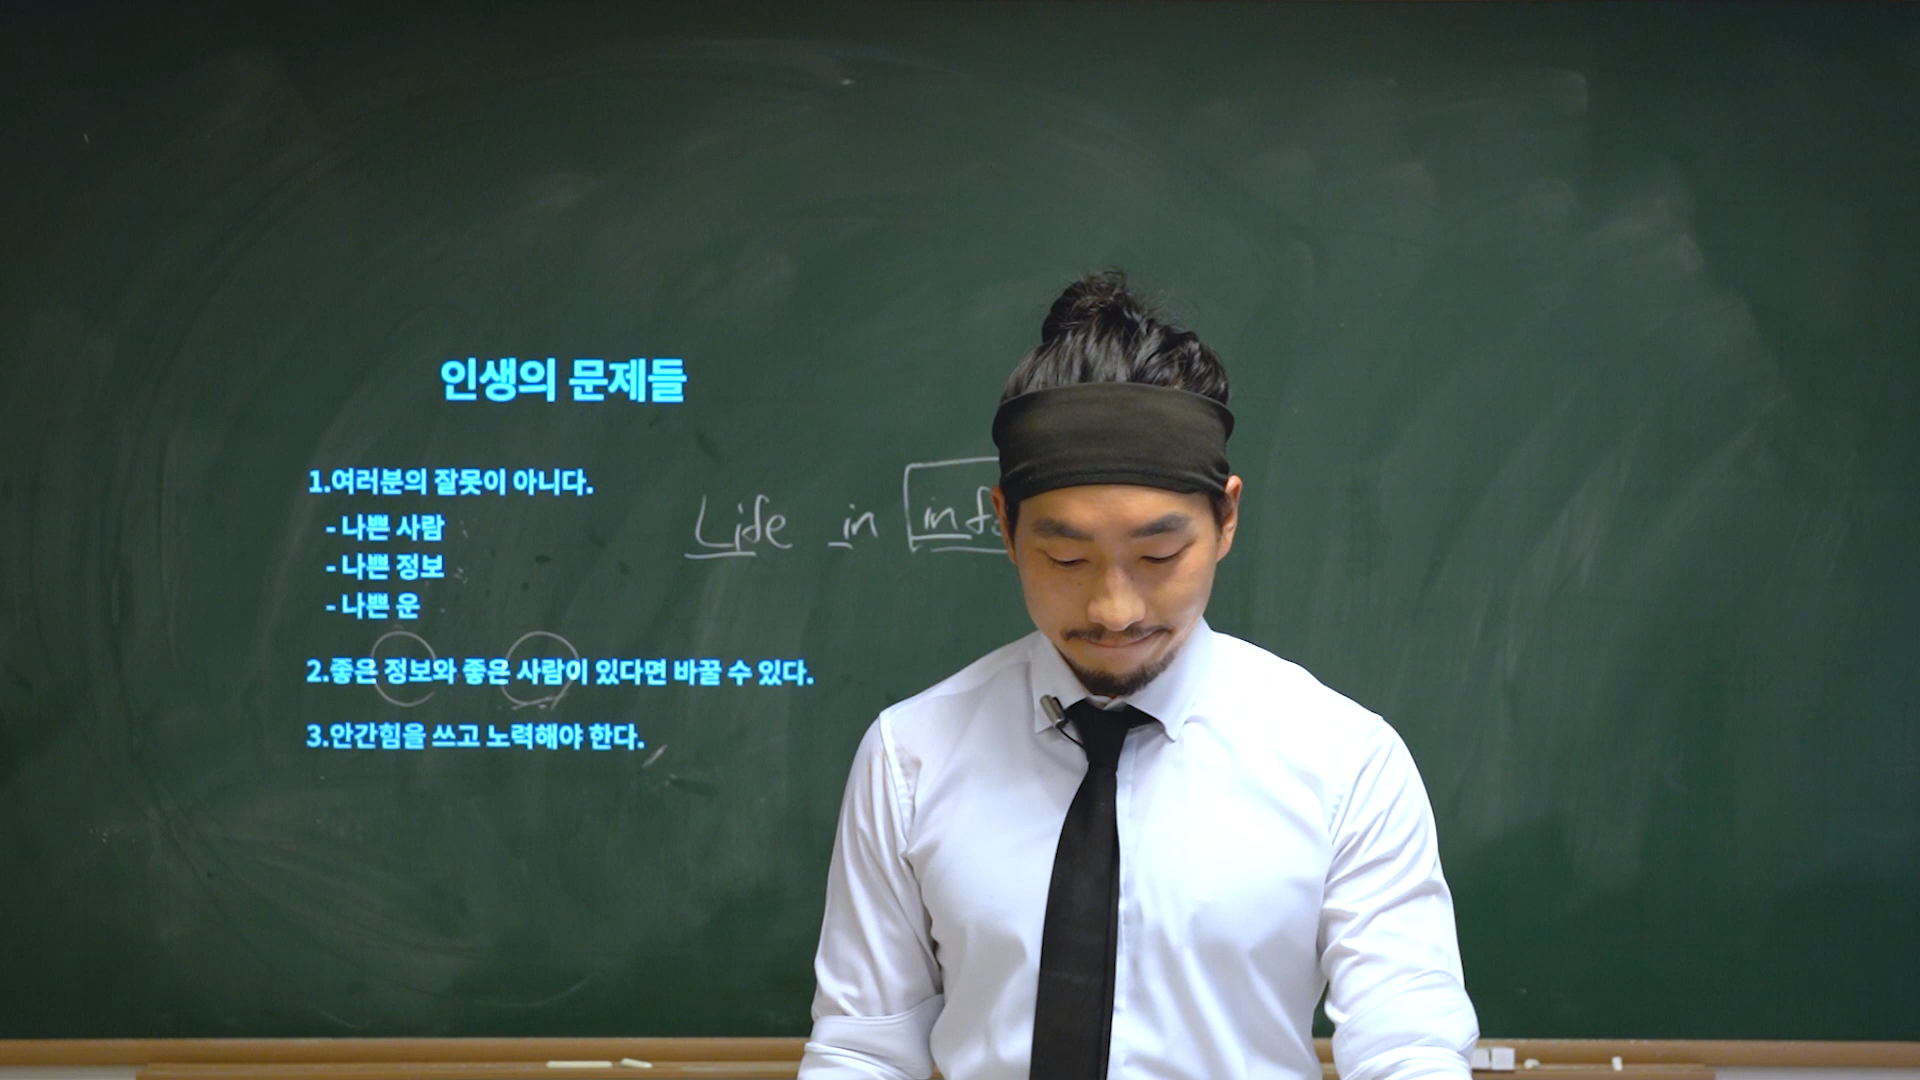 인생의 문제들
1.여러분의 잘못이 아니다.
- 나쁜 사람
- 나쁜 정보
- 나쁜 운
Life in
2.좋은 정보와 좋은 사람이 있다면 바꿀 수 있다.
3.안간힘을 쓰고 노력해야 한다.